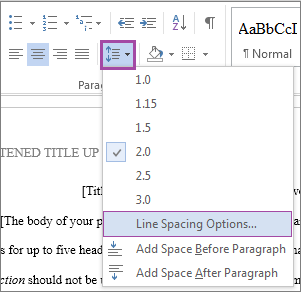 AaBbCcI
¶ Normal
Parag
1.0
1.15
1.5
TENED TITLE UP
2.0
2.5
3.0
[Titl
Line Spacing Options...
[The body of your p
Add Space Before Paragraph
s for up to five head
Add Space After Paragraph
ction should not be